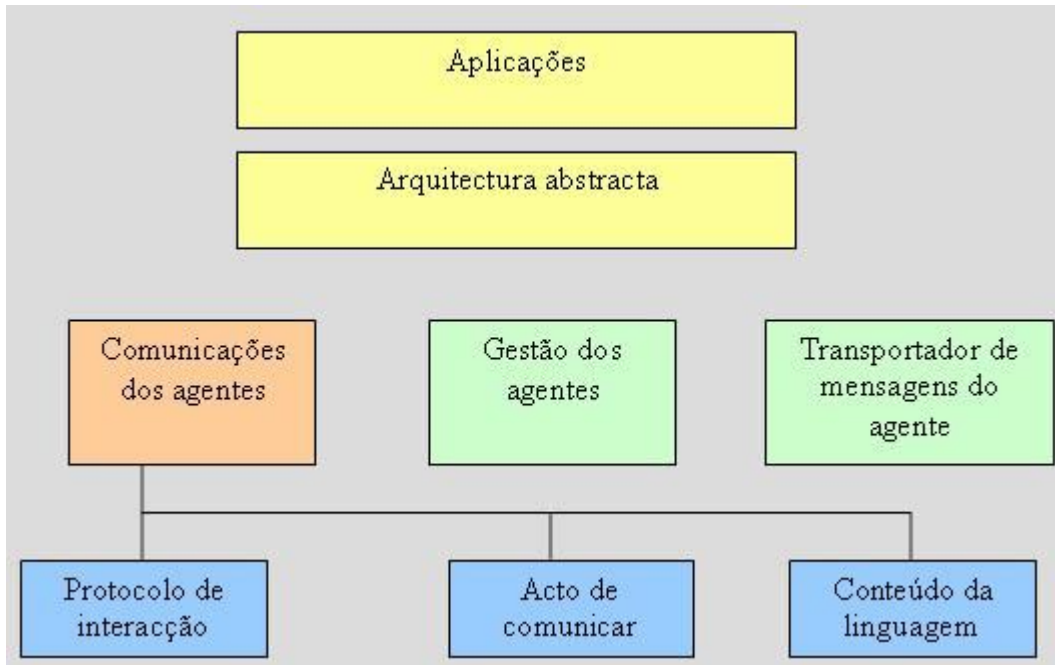 Aplicações
Arquitectura abstracta
Comunicações
dos agentes
Gestão dos
agentes
Transportador de
mensagens do
agente
Protocolo de
interacção
Acto de
comunicar
Conteúdo da
linguagem